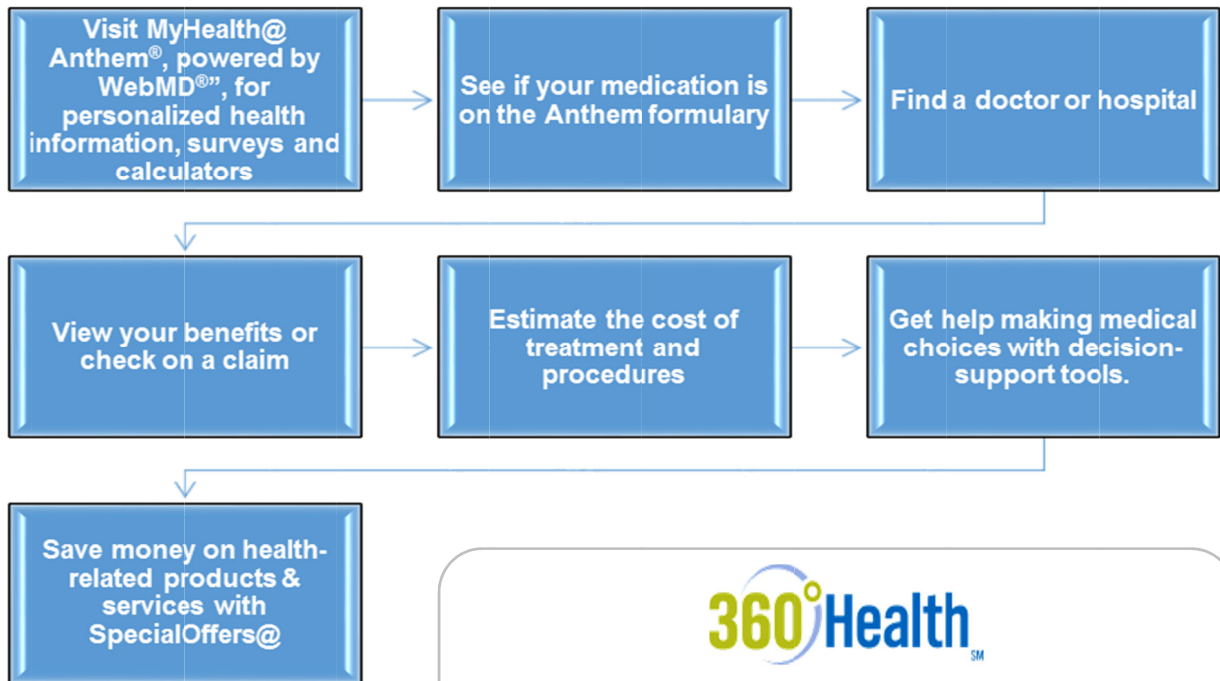 Visit MyHealth@
Anthem®, powered by
WebMD®”, for
personalized health
information, surveys and
calculators
See if your medication is
on the Anthem formulary
Find a doctor or hospital
View your benefits or
check on a claim
Estimate the cost of
treatment and
procedures
Get help making medical
choices with decision-
support tools.
Save money on health-
related products &
services with
SpecialOffers@
360° Health SM